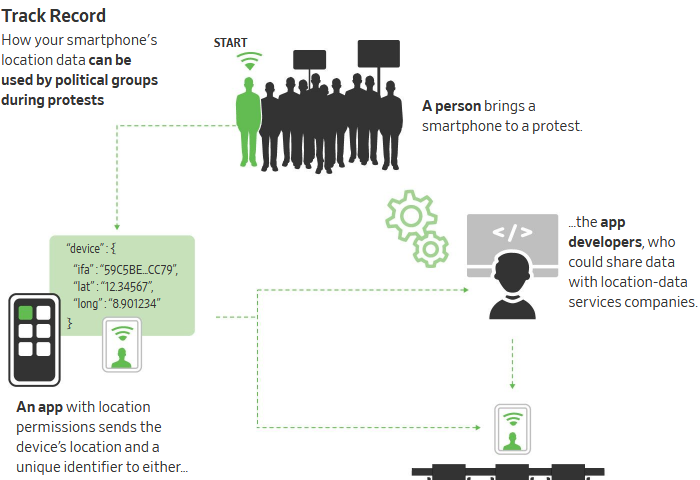 Track Record
How your smartphone's
location data can be
used by political groups
during protests
START
A person brings a
smartphone to a protest.
"device" : {
"ifa" : "59C5BE..CC79",
"lat" : "12.34567",
"long" : "8.901234"
}
</>
...the app
developers, who
could share data
with location-data
services companies.
An app with location
permissions sends the
device's location and a
unique identifier to either...